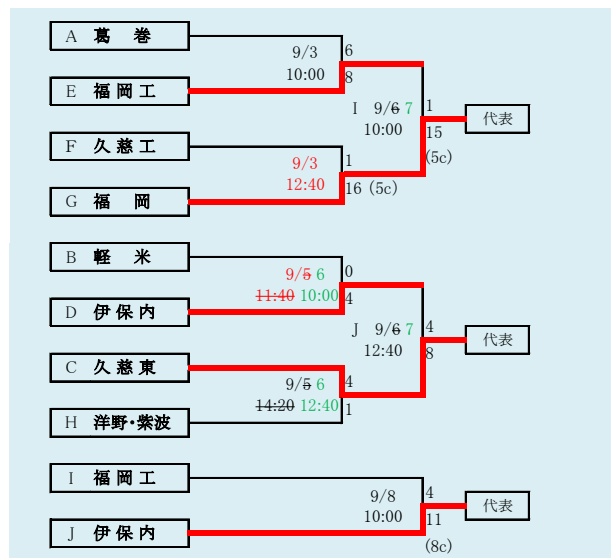 A 葛 巻
9/3 6
10:00 8
E 福岡工
I 9/6 7 1
10:00 15
代表
(5c)
F 久慈工
9/3 1
12:40 16 (5c)
G 福 岡
B 軽 米
9/5 6 0
11:40 10:00 4
D 伊保内
J 9/6 7 4
12:40 8
代表
C 久慈東
9/5 6 4
14:20 12:40 1
H 洋野・紫波
I 福岡工
9/8 4
10:00 11
代表
J 伊保内
(8c)